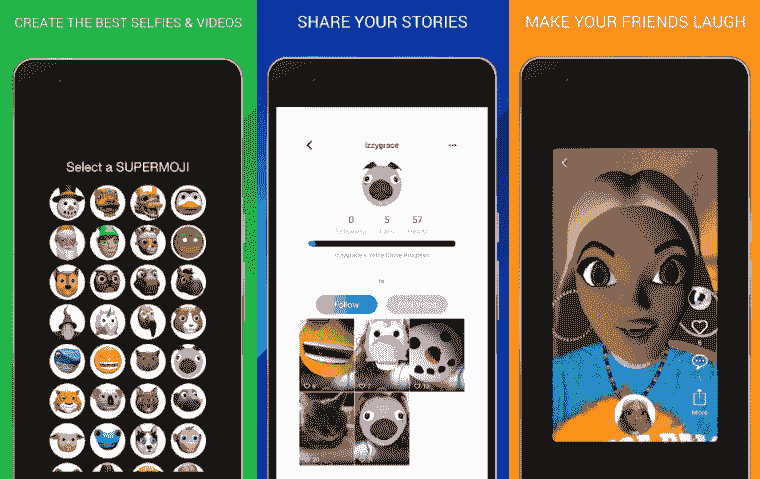 CREATE THE BEST SELFIES & VIDEOS
Select a SUPERMOJI
SHARE YOUR STORIES
Izzygrace
0 5 57
Follow
MAKE YOUR FRIENDS LAUGH
More